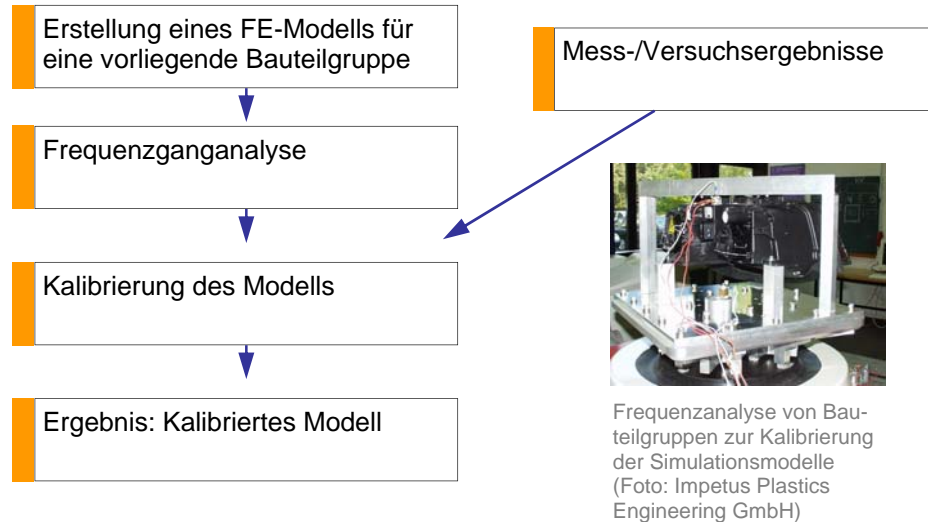 Erstellung eines FE-Modells für
eine vorliegende Bauteilgruppe
Frequenzganganalyse
Kalibrierung des Modells
Ergebnis: Kalibriertes Modell
Mess-/Versuchsergebnisse
Frequenzanalyse von Bau-
teilgruppen zur Kalibrierung
der Simulationsmodelle
(Foto: Impetus Plastics
Engineering GmbH)